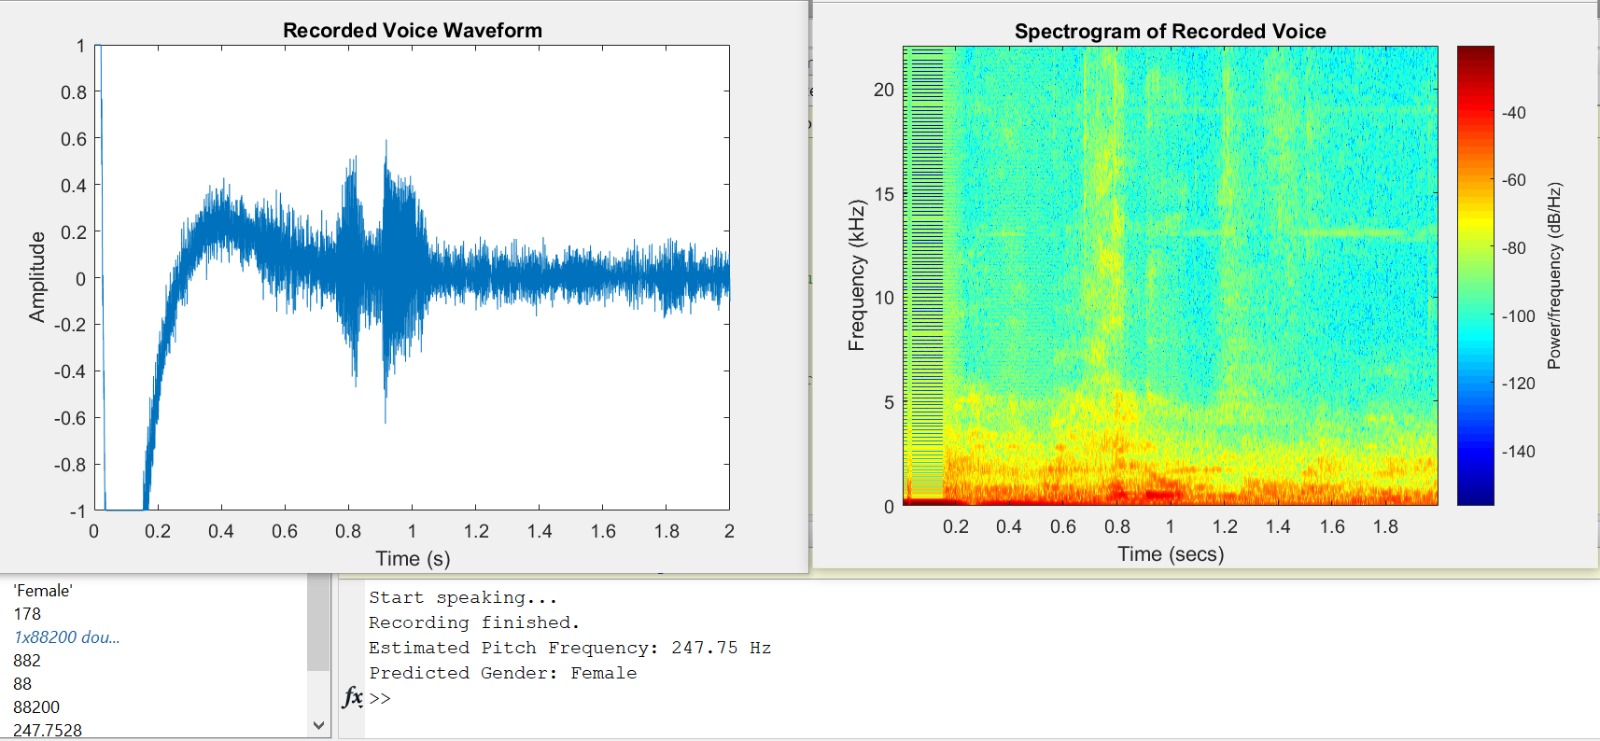 Recorded Voice Waveform
1
0.8
0.6
0.4
0.2
0
-0.2
-0.4
-0.6
-0.8
-1
Amplitude
0 0.2 0.4 0.6 0.8 1 1.2 1.4 1.6 1.8 2
Time (s)
Spectrogram of Recorded Voice
20
15
10
5
0
Frequency (kHz)
0.2 0.4 0.6 0.8 1 1.2 1.4 1.6 1.8
Time (secs)
-40
-60
-80
-100
-120
-140
Power/frequency (dB/Hz)
'Female'
178
1x88200 dou...
882
88
88200
247.7528
Start speaking...
Recording finished.
Estimated Pitch Frequency: 247.75 Hz
Predicted Gender: Female
fx >>